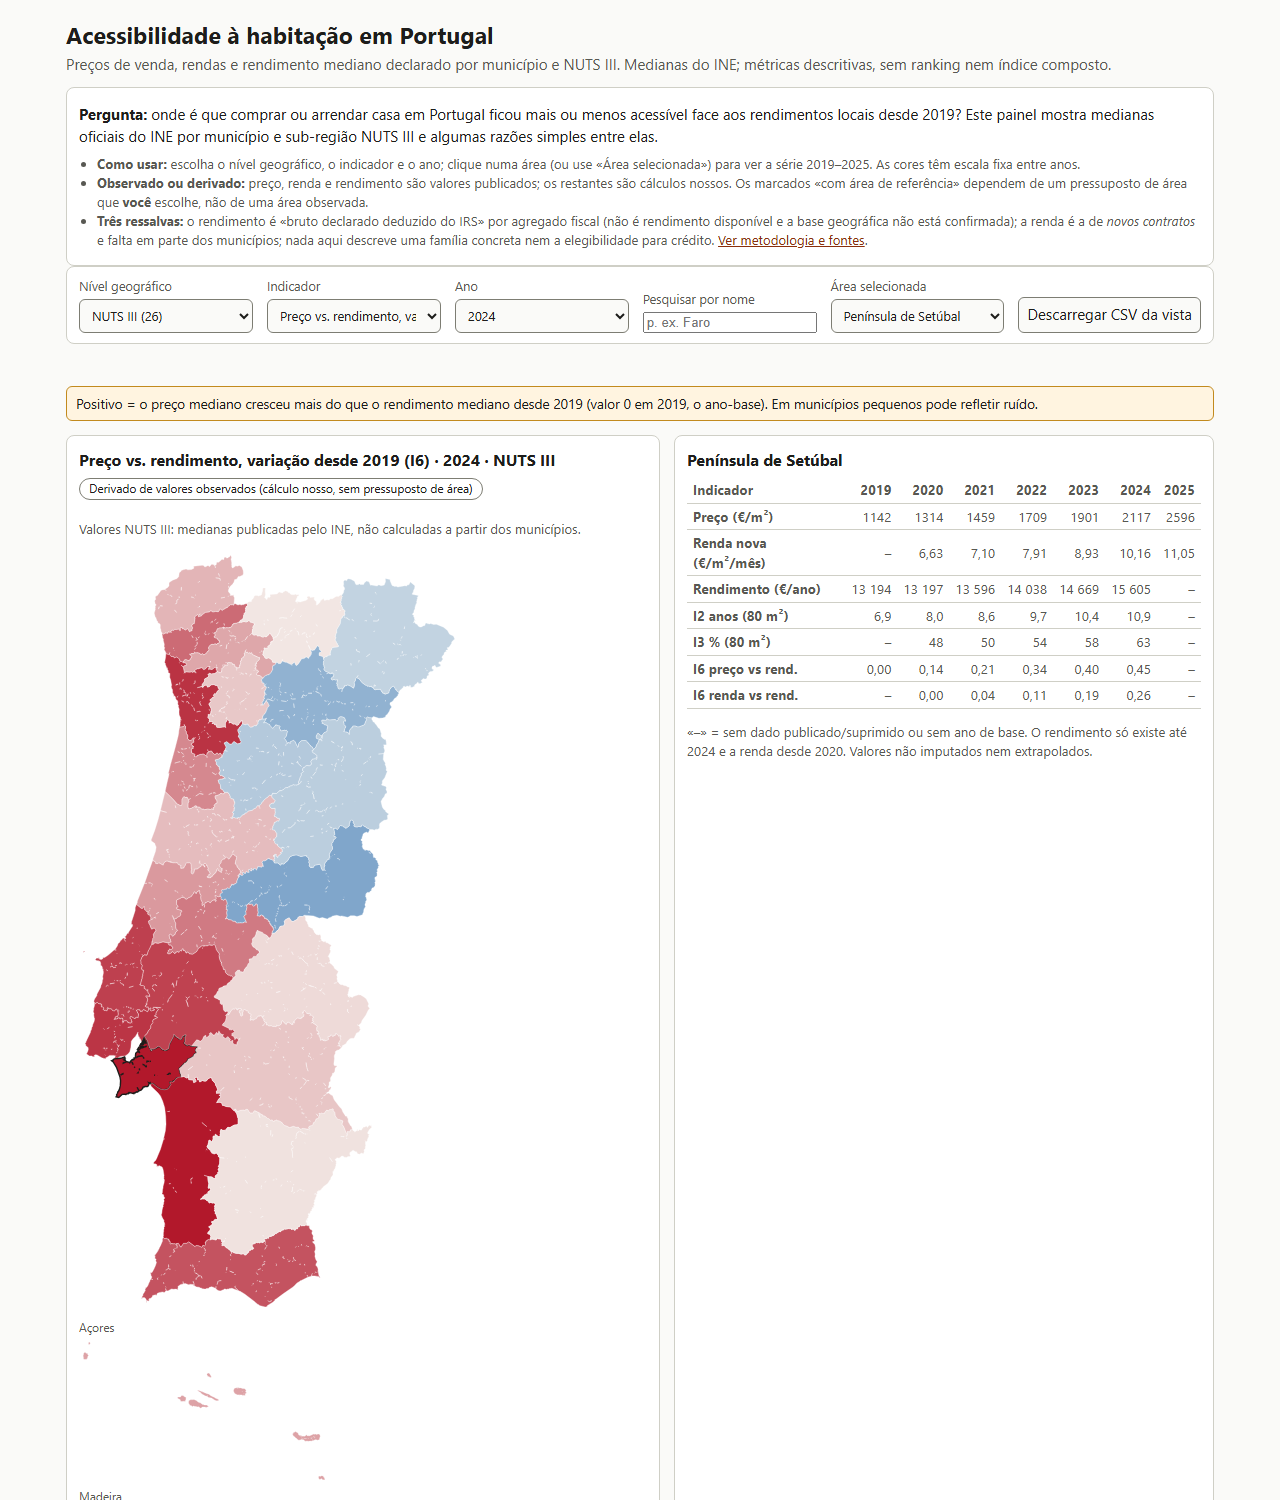 Acessibilidade à habitação em Portugal
Preços de venda, rendas e rendimento mediano declarado por município e NUTS III. Medianas do INE; métricas descritivas, sem ranking nem índice composto.
Pergunta: onde é que comprar ou arrendar casa em Portugal ficou mais ou menos acessível face aos rendimentos locais desde 2019? Este painel mostra medianas
oficiais do INE por município e sub-região NUTS III e algumas razões simples entre elas.
• Como usar: escolha o nível geográfico, o indicador e o ano; clique numa área (ou use «Área selecionada») para ver a série 2019–2025. As cores têm escala fixa entre anos.
• Observado ou derivado: preço, renda e rendimento são valores publicados; os restantes são cálculos nossos. Os marcados «com área de referência» dependem de um pressuposto de área
que você escolhe, não de uma área observada.
• Três ressalvas: o rendimento é «bruto declarado deduzido do IRS» por agregado fiscal (não é rendimento disponível e a base geográfica não está confirmada); a renda é a de novos contratos
e falta em parte dos municípios; nada aqui descreve uma família concreta nem a elegibilidade para crédito. Ver metodologia e fontes.
Nível geográfico Indicador Ano Pesquisar por nome Área selecionada
NUTS III (26) Preço vs. rendimento, va 2024 p. ex. Faro Península de Setúbal Descarregar CSV da vista
Positivo = o preço mediano cresceu mais do que o rendimento mediano desde 2019 (valor 0 em 2019, o ano-base). Em municípios pequenos pode refletir ruído.
Preço vs. rendimento, variação desde 2019 (I6) · 2024 · NUTS III
Derivado de valores observados (cálculo nosso, sem pressuposto de área)
Valores NUTS III: medianas publicadas pelo INE, não calculadas a partir dos municípios.
Açores
Madeira
Península de Setúbal
Indicador 2019 2020 2021 2022 2023 2024 2025
Preço (€/m²) 1142 1314 1459 1709 1901 2117 2596
Renda nova
(€/m²/mês) – 6,63 7,10 7,91 8,93 10,16 11,05
Rendimento (€/ano) 13 194 13 197 13 596 14 038 14 669 15 605 –
I2 anos (80 m²) 6,9 8,0 8,6 9,7 10,4 10,9 –
I3 % (80 m²) – 48 50 54 58 63 –
I6 preço vs rend. 0,00 0,14 0,21 0,34 0,40 0,45 –
I6 renda vs rend. – 0,00 0,04 0,11 0,19 0,26 –
«–» = sem dado publicado/suprimido ou sem ano de base. O rendimento só existe até
2024 e a renda desde 2020. Valores não imputados nem extrapolados.